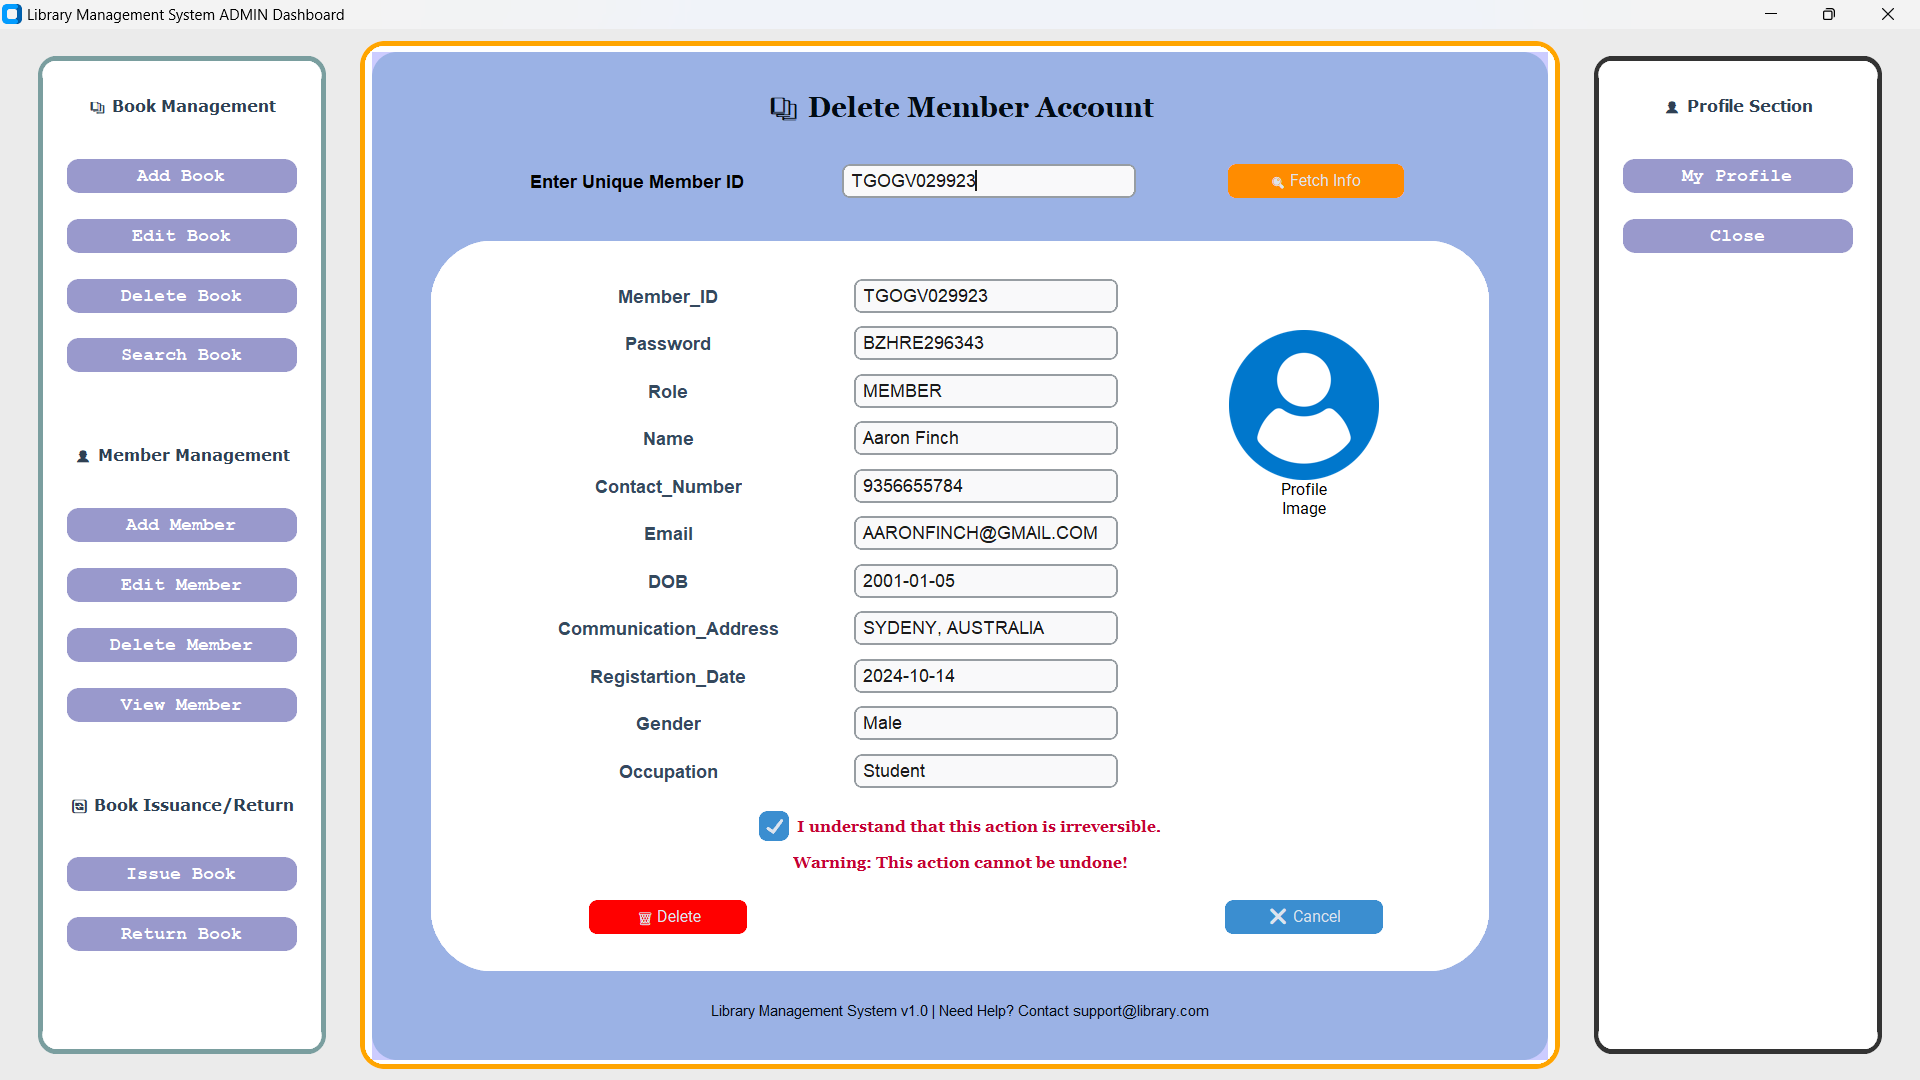 Library Management System ADMIN Dashboard
Book Management
Add Book
Edit Book
Delete Book
Search Book
Member Management
Add Member
Edit Member
Delete Member
View Member
Book Issuance/Return
Issue Book
Return Book
Delete Member Account
Enter Unique Member ID TGOGV029923 Fetch Info
Member_ID TGOGV029923
Password BZHRE296343
Role MEMBER
Name Aaron Finch
Contact_Number 9356655784
Email AARONFINCH@GMAIL.COM
DOB 2001-01-05
Communication_Address SYDENY, AUSTRALIA
Registartion_Date 2024-10-14
Gender Male
Occupation Student
Profile
Image
I understand that this action is irreversible.
Warning: This action cannot be undone!
Delete Cancel
Library Management System v1.0 | Need Help? Contact support@library.com
Profile Section
My Profile
Close